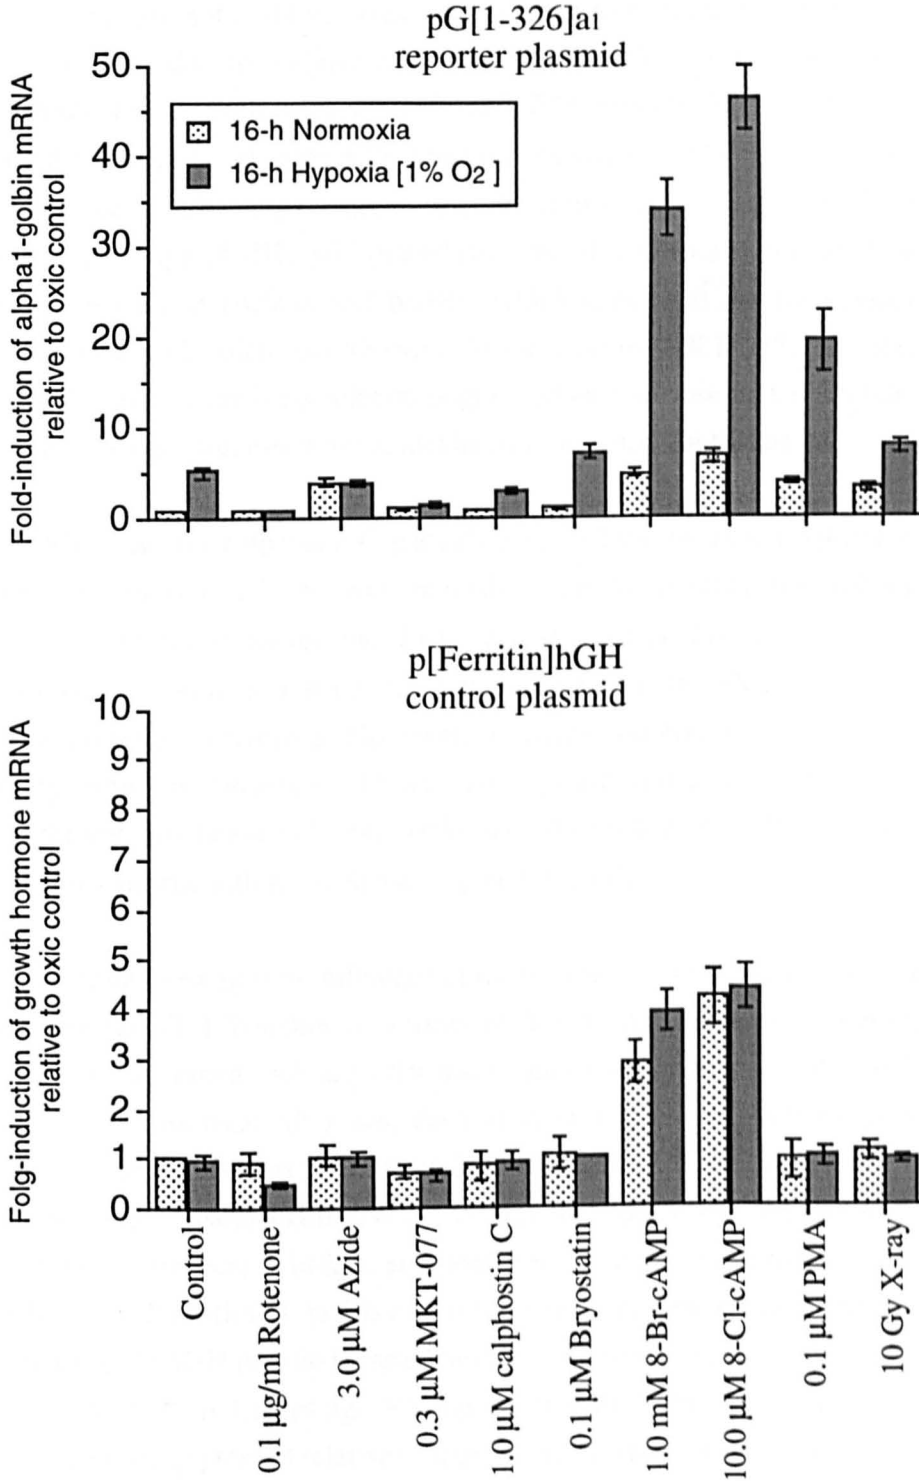 pG[1-326]a1
reporter plasmid
Fold-induction of alpha1-golbin mRNA
relative to oxic control
50
40
30
20
10
0
16-h Normoxia
16-h Hypoxia [1% O2 ]
p[Ferritin]hGH
control plasmid
Folg-induction of growth hormone mRNA
relative to oxic control
10
9
8
7
6
5
4
3
2
1
0
Control
0.1 µg/ml Rotenone
3.0 µM Azide
0.3 µM MKT-077
1.0 µM calphostin C
0.1 µM Bryostatin
1.0 mM 8-Br-cAMP
10.0 µM 8-Cl-cAMP
0.1 µM PMA
10 Gy X-ray